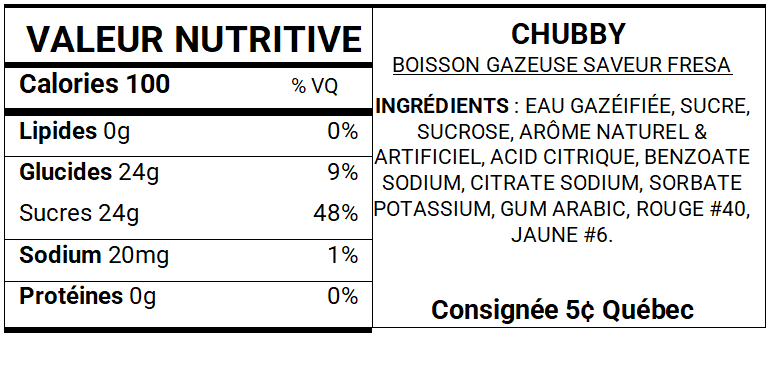 VALEUR NUTRITIVE
Calories 100 % VQ
Lipides 0g 0%
Glucides 24g 9%
Sucres 24g 48%
Sodium 20mg 1%
Protéines 0g 0%
CHUBBY
BOISSON GAZEUSE SAVEUR FRESA
INGRÉDIENTS : EAU GAZÉIFIÉE, SUCRE,
SUCROSE, ARÔME NATUREL &
ARTIFICIEL, ACID CITRIQUE, BENZOATE
SODIUM, CITRATE SODIUM, SORBATE
POTASSIUM, GUM ARABIC, ROUGE #40,
JAUNE #6.
Consignée 5¢ Québec